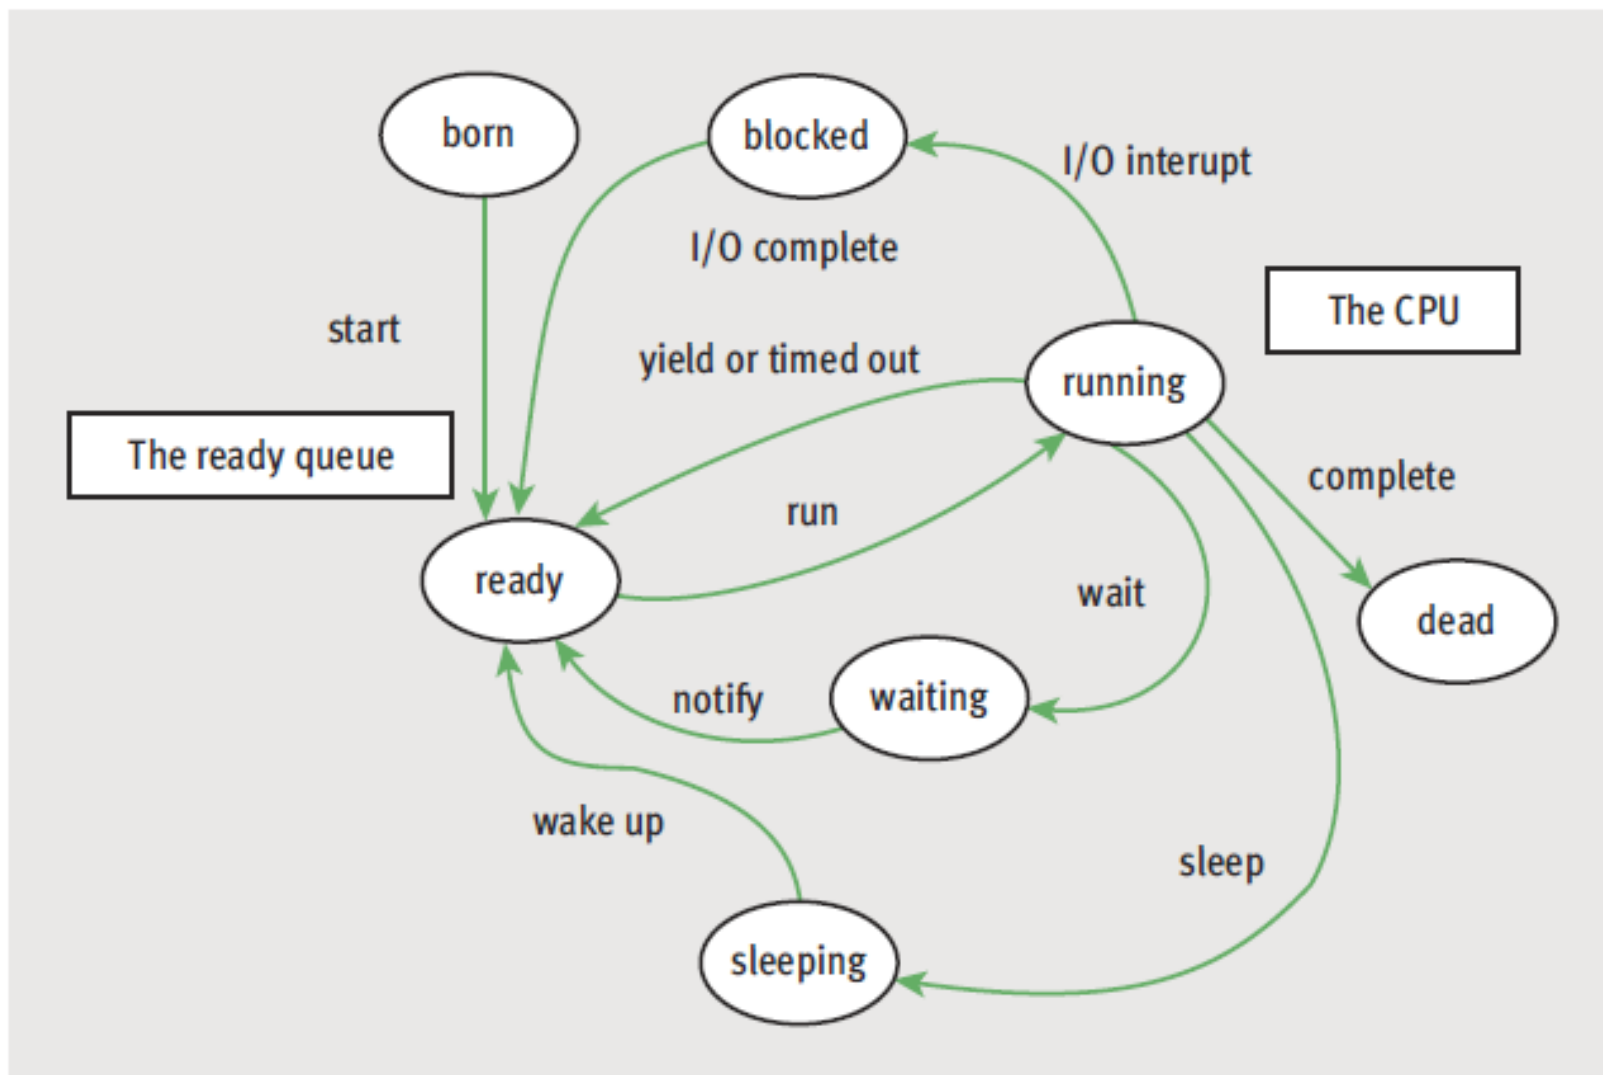 born
blocked
I/O interupt
I/O complete
The CPU
start
yield or timed out
running
The ready queue
complete
run
ready
wait
dead
notify
waiting
wake up
sleep
sleeping